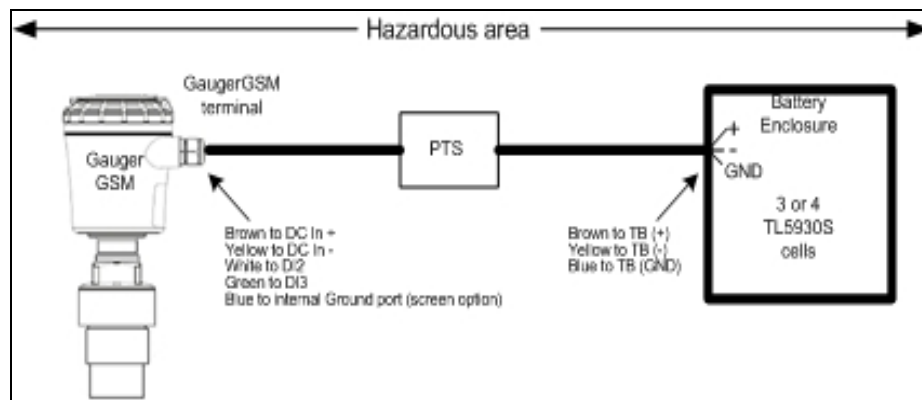 Hazardous area
GaugerGSM
terminal
Gauger
GSM
PTS
Battery
Enclosure
+
-
GND
3 or 4
TL5930S
cells
Brown to DC In +
Yellow to DC In -
White to DI2
Green to DI3
Blue to internal Ground port (screen option)
Brown to TB (+)
Yellow to TB (-)
Blue to TB (GND)